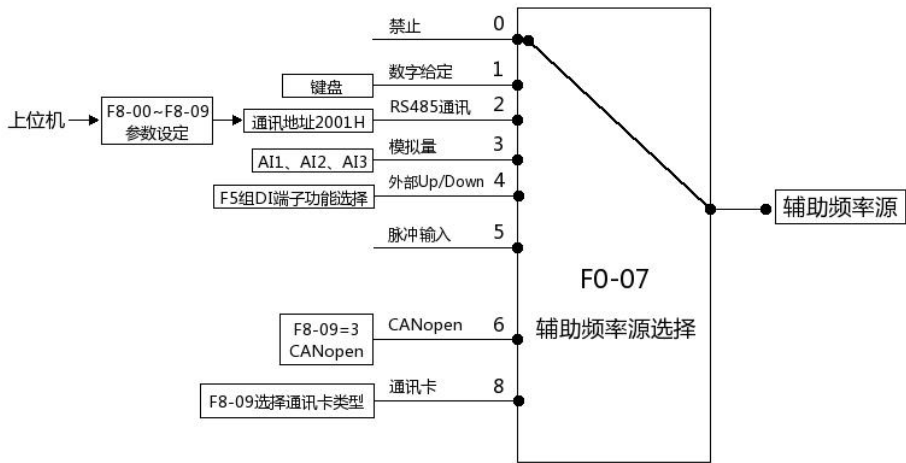 禁止 0
键盘 数字给定 1
上位机 F8-00~F8-09 参数设定 通讯地址2001H RS485通讯 2
AI1、AI2、AI3 模拟量 3
F5组DI端子功能选择 外部Up/Down 4
辅助频率源
脉冲输入 5
F0-07
辅助频率源选择
F8-09=3
CANopen
CANopen 6
F8-09选择通讯卡类型 通讯卡 8